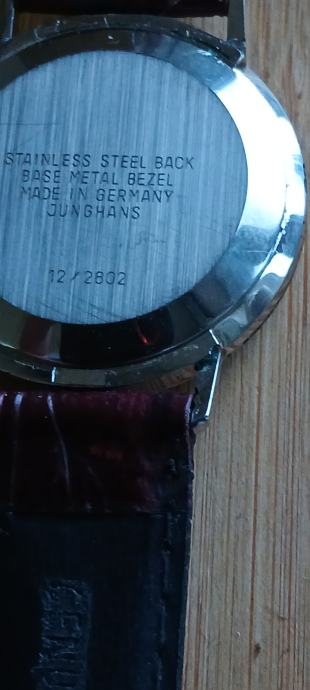 STAINLESS STEEL BACK
BASE METAL BEZEL
MADE IN GERMANY
JUNGHANS
12/2802